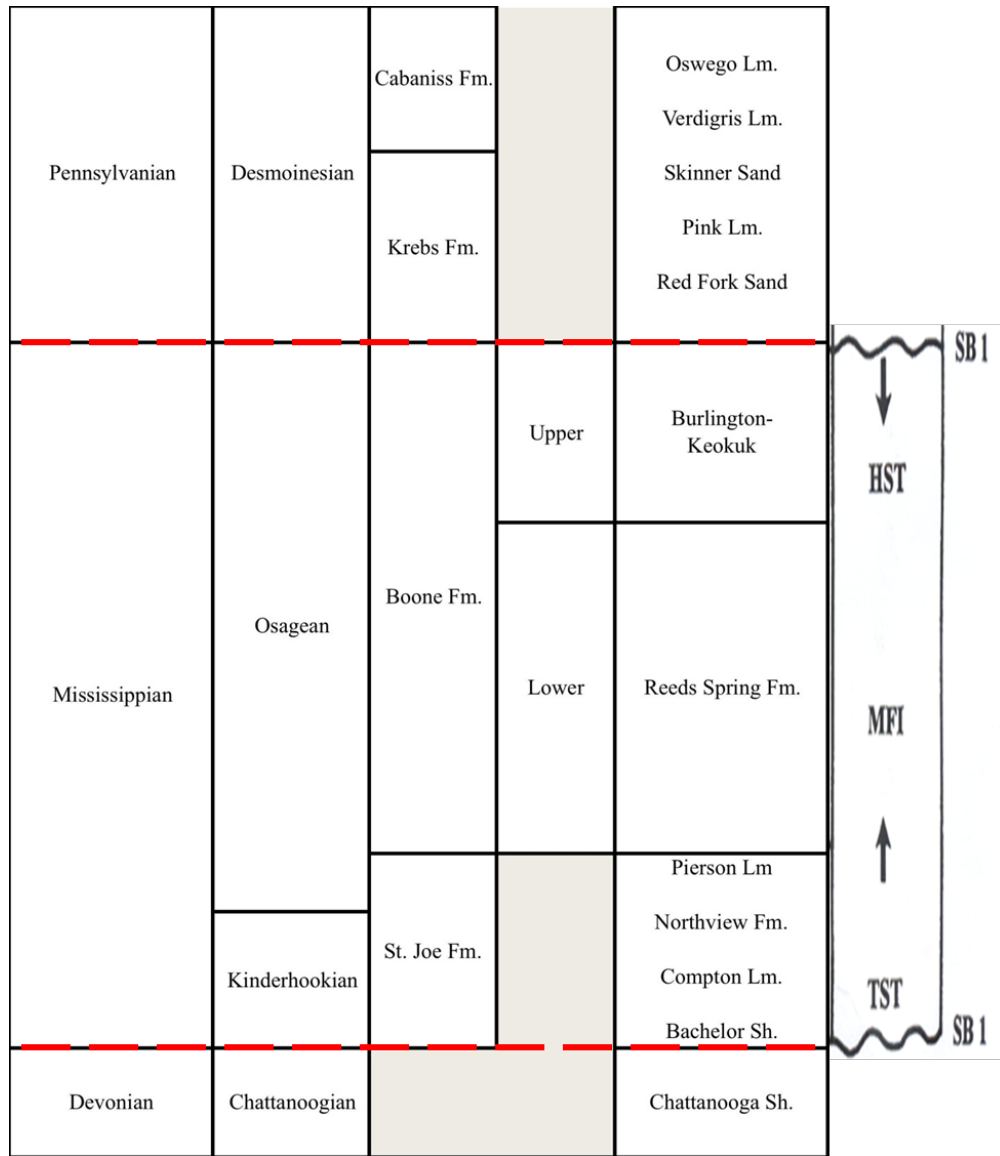 Pennsylvanian
Desmoinesian
Cabaniss Fm.
Krebs Fm.
Oswego Lm.
Verdigris Lm.
Skinner Sand
Pink Lm.
Red Fork Sand
Mississippian
Osagean
Kinderhookian
Boone Fm.
St. Joe Fm.
Upper
Lower
Burlington-
Keokuk
Reeds Spring Fm.
Pierson Lm
Northview Fm.
Compton Lm.
Bachelor Sh.
SB 1
HST
MFI
TST
SB 1
Devonian
Chattanoogian
Chattanooga Sh.